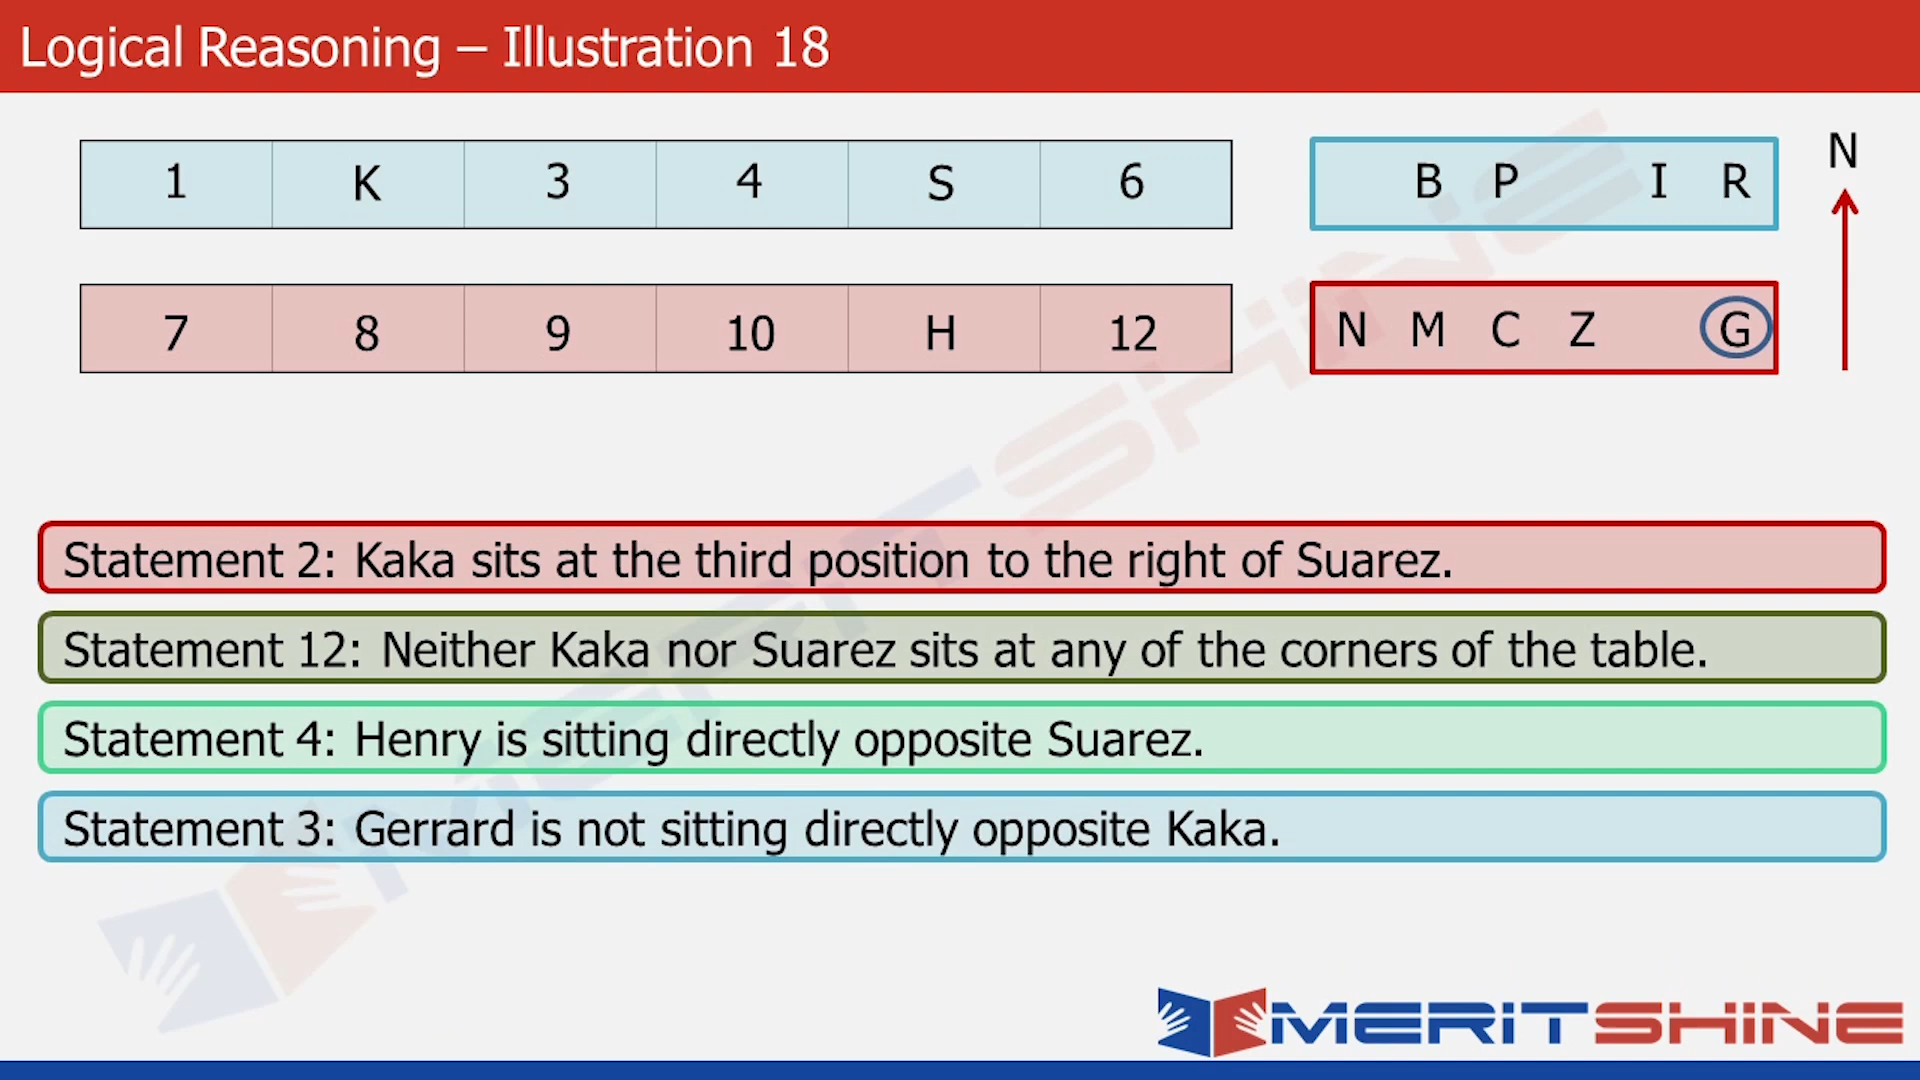 Logical Reasoning – Illustration 18
1 K 3 4 S 6
B P I R
N
7 8 9 10 H 12
N M C Z G
Statement 2: Kaka sits at the third position to the right of Suarez.
Statement 12: Neither Kaka nor Suarez sits at any of the corners of the table.
Statement 4: Henry is sitting directly opposite Suarez.
Statement 3: Gerrard is not sitting directly opposite Kaka.
MERITSHINE
MERITSHINE